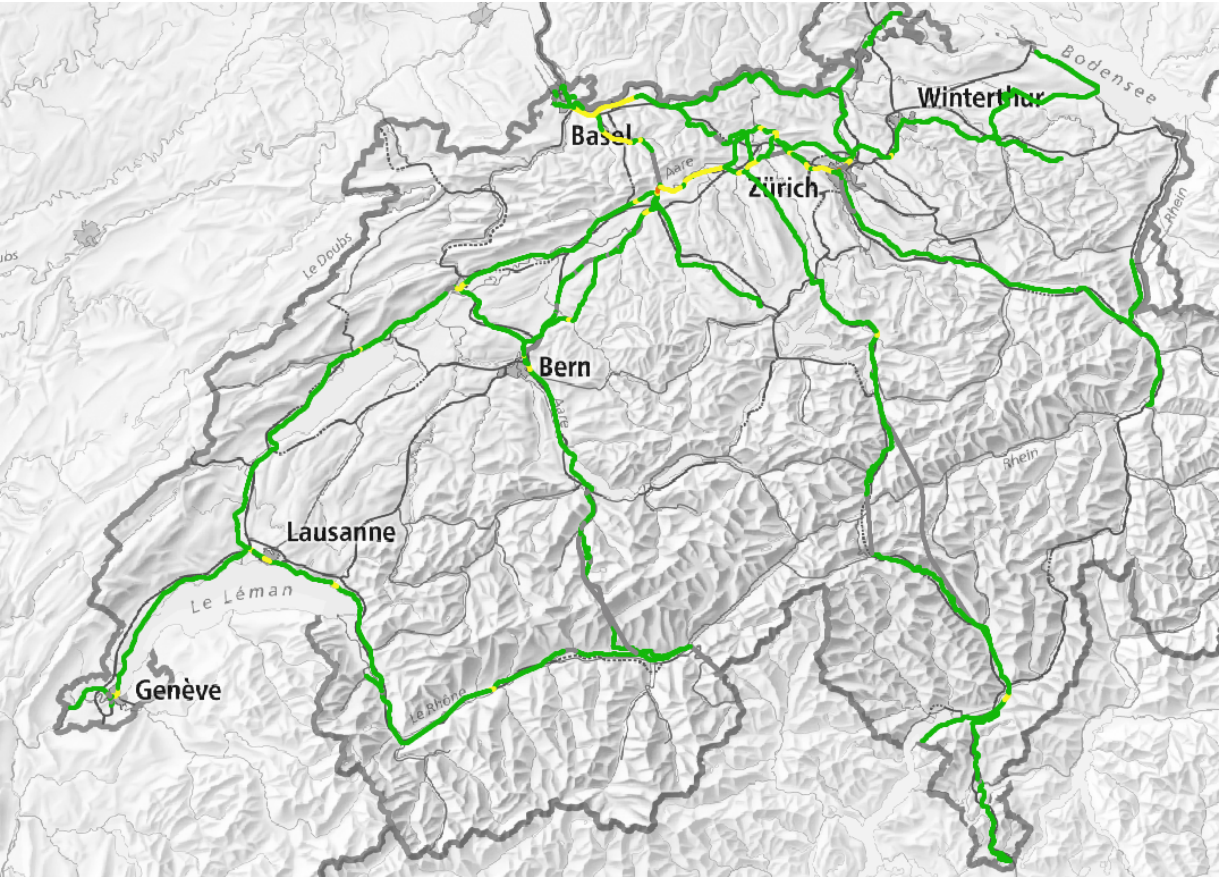 Bodensee
Winterthur
Basel
Aare
Zürich
Rhein
Le Doubs
Bern
Aare
Rhein
Lausanne
Le Léman
Genève
Le Rhône